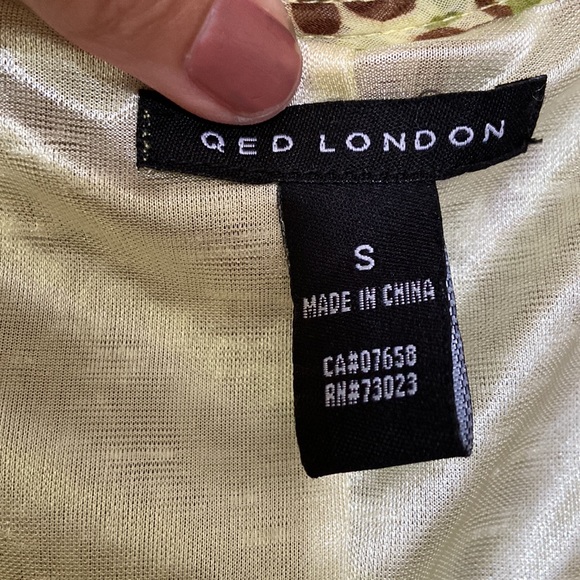 QED LONDON
S
MADE IN CHINA
CA#07658
RN#73023